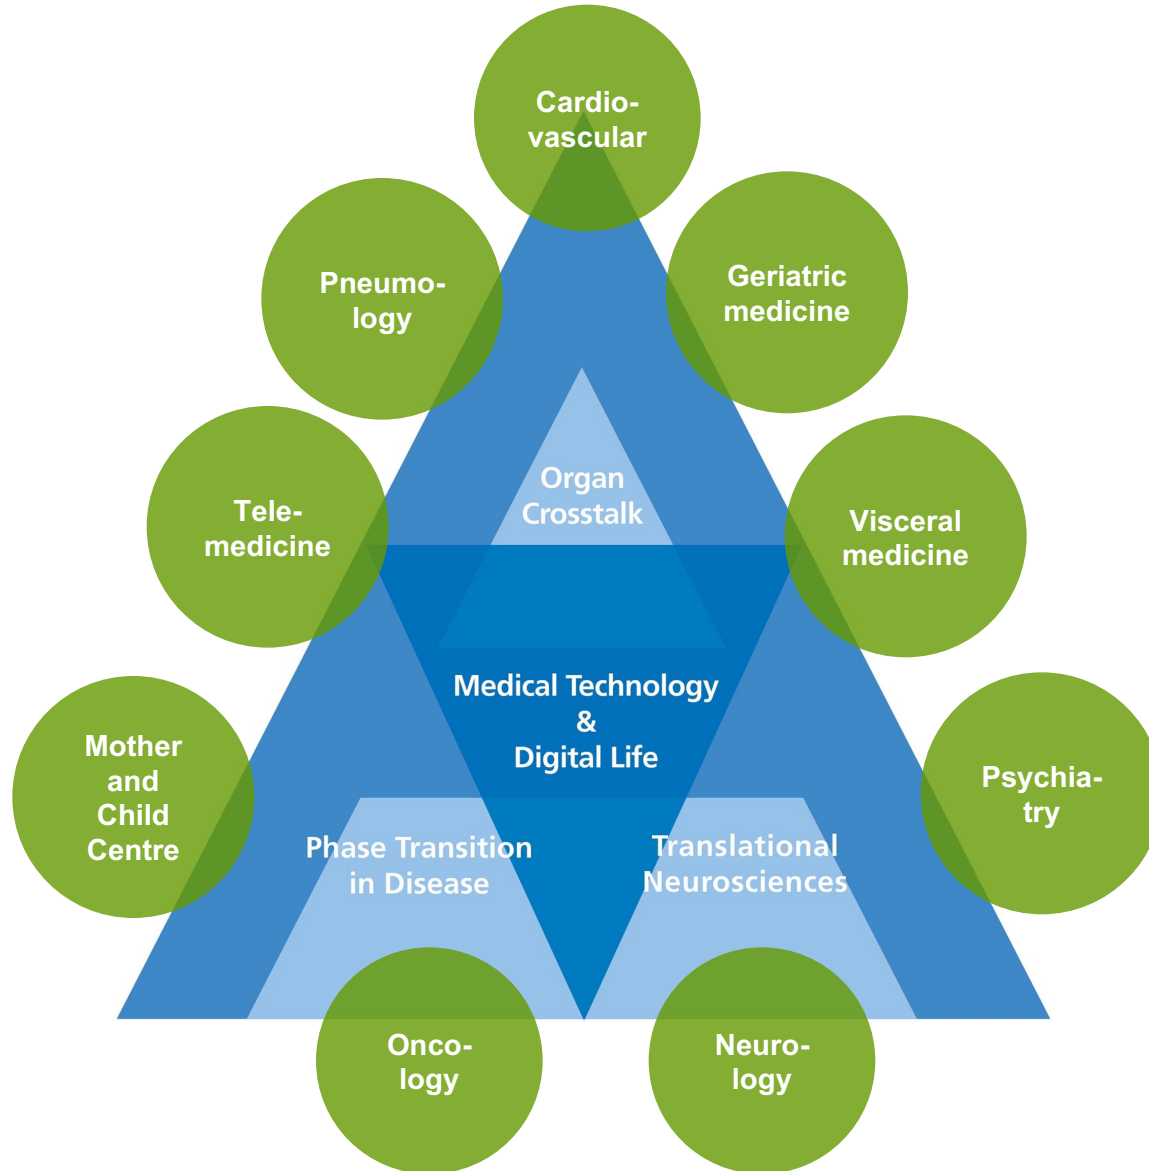 Cardio-
vascular
Pneumo-
logy
Geriatric
medicine
Organ
Crosstalk
Tele-
medicine
Visceral
medicine
Medical Technology
&
Digital Life
Mother
and
Child
Centre
Psychia-
try
Phase Transition
in Disease
Translational
Neurosciences
Onco-
logy
Neuro-
logy